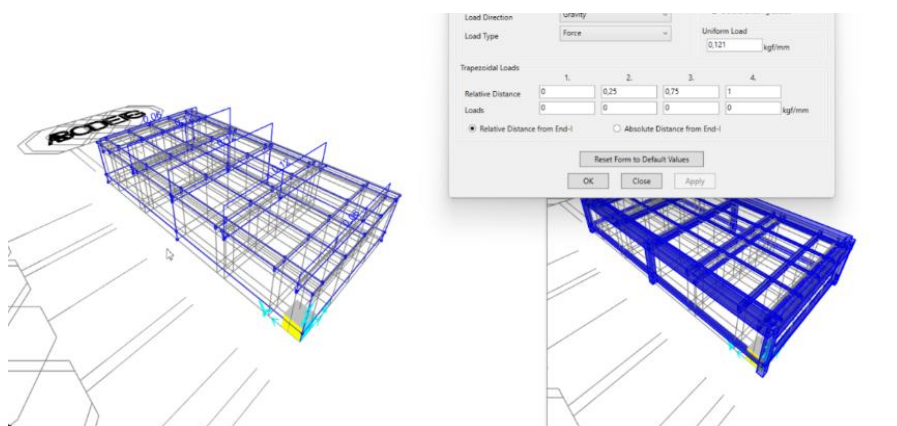 Load Direction
Gravity
Load Type
Force
Uniform Load
0,121
kgf/mm
Trapezoidal Loads
1.
2.
3.
4.
Relative Distance
0
0,25
0,75
1
Loads
0
0
0
0
kgf/mm
Relative Distance from End-I
Absolute Distance from End-I
Reset Form to Default Values
OK
Close
Apply